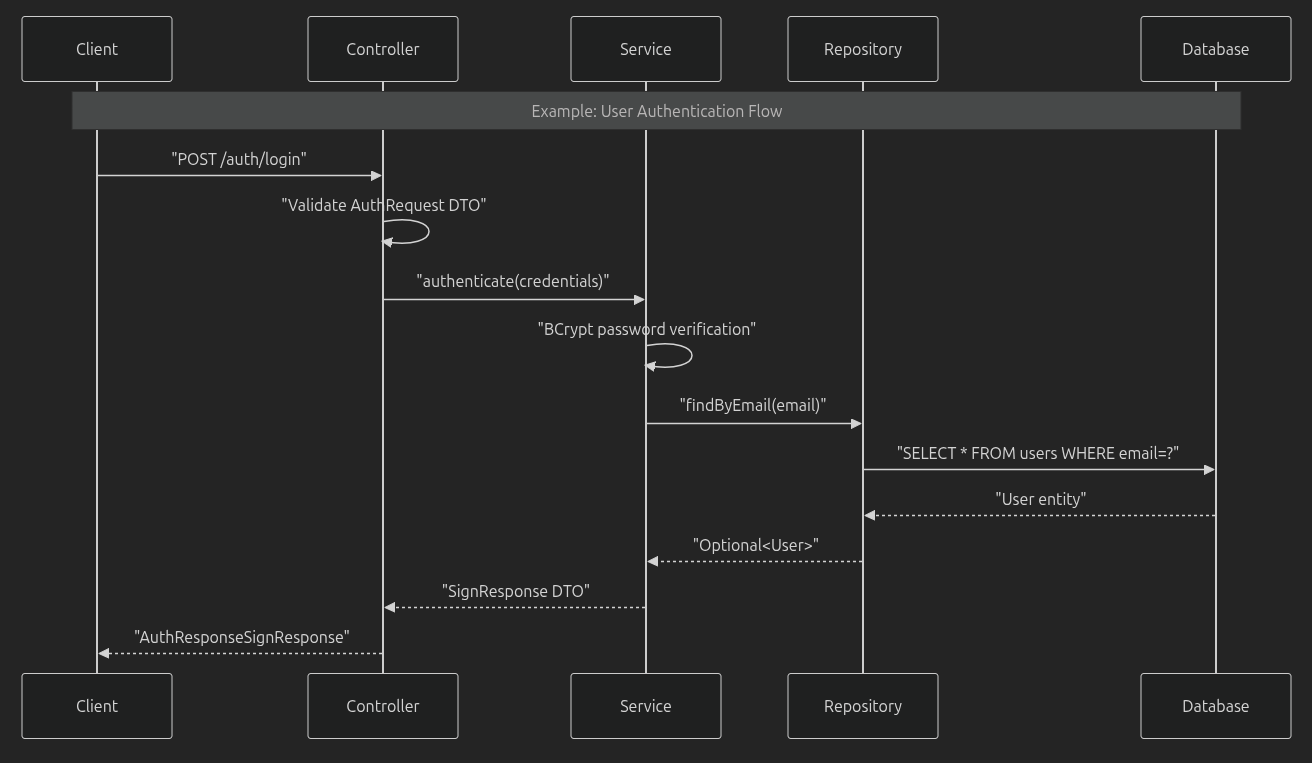 Client
Controller
Service
Repository
Database
Example: User Authentication Flow
"POST /auth/login"
"Validate AuthRequest DTO"
"authenticate(credentials)"
"BCrypt password verification"
"findByEmail(email)"
"SELECT * FROM users WHERE email=?"
"User entity"
"Optional<User>"
"SignResponse DTO"
"AuthResponseSignResponse"
Client
Controller
Service
Repository
Database